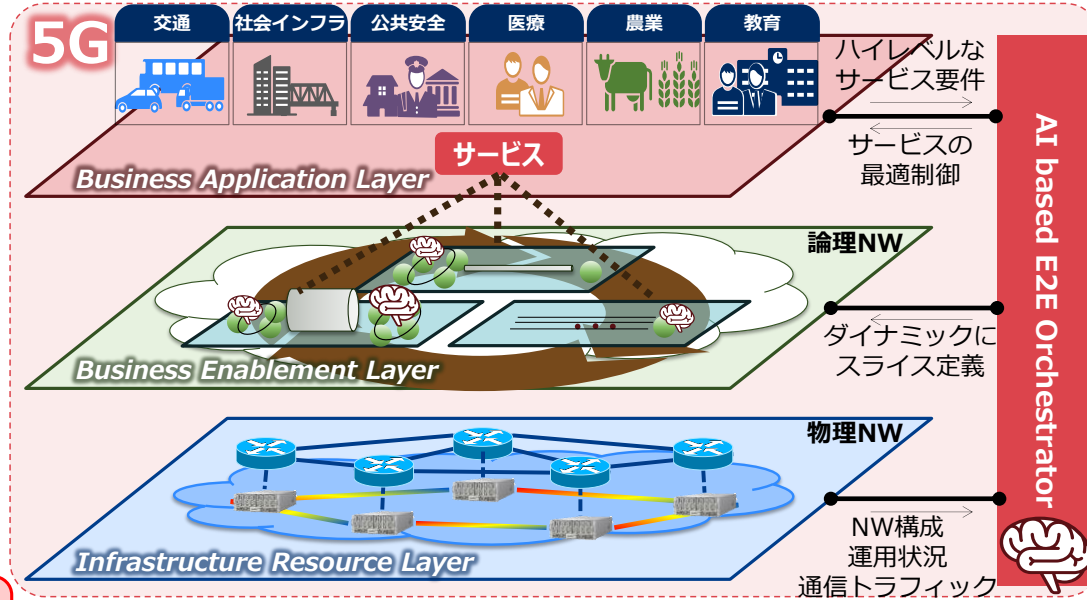 5G
交通
社会インフラ
公共安全
医療
農業
教育
ハイレベルな
サービス要件
サービスの
最適制御
サービス
Business Application Layer
論理NW
ダイナミックに
スライス定義
Business Enablement Layer
物理NW
NW構成
運用状況
通信トラフィック
Infrastructure Resource Layer
AI based E2E Orchestrator